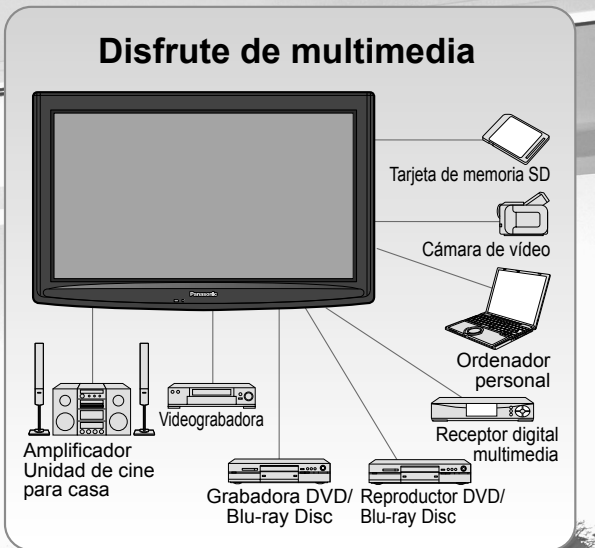 Disfrute de multimedia
Panasonic
Tarjeta de memoria SD
Cámara de vídeo
Ordenador
personal
Receptor digital
multimedia
Videograbadora
Amplificador
Unidad de cine
para casa
Grabadora DVD/
Blu-ray Disc
Reproductor DVD/
Blu-ray Disc